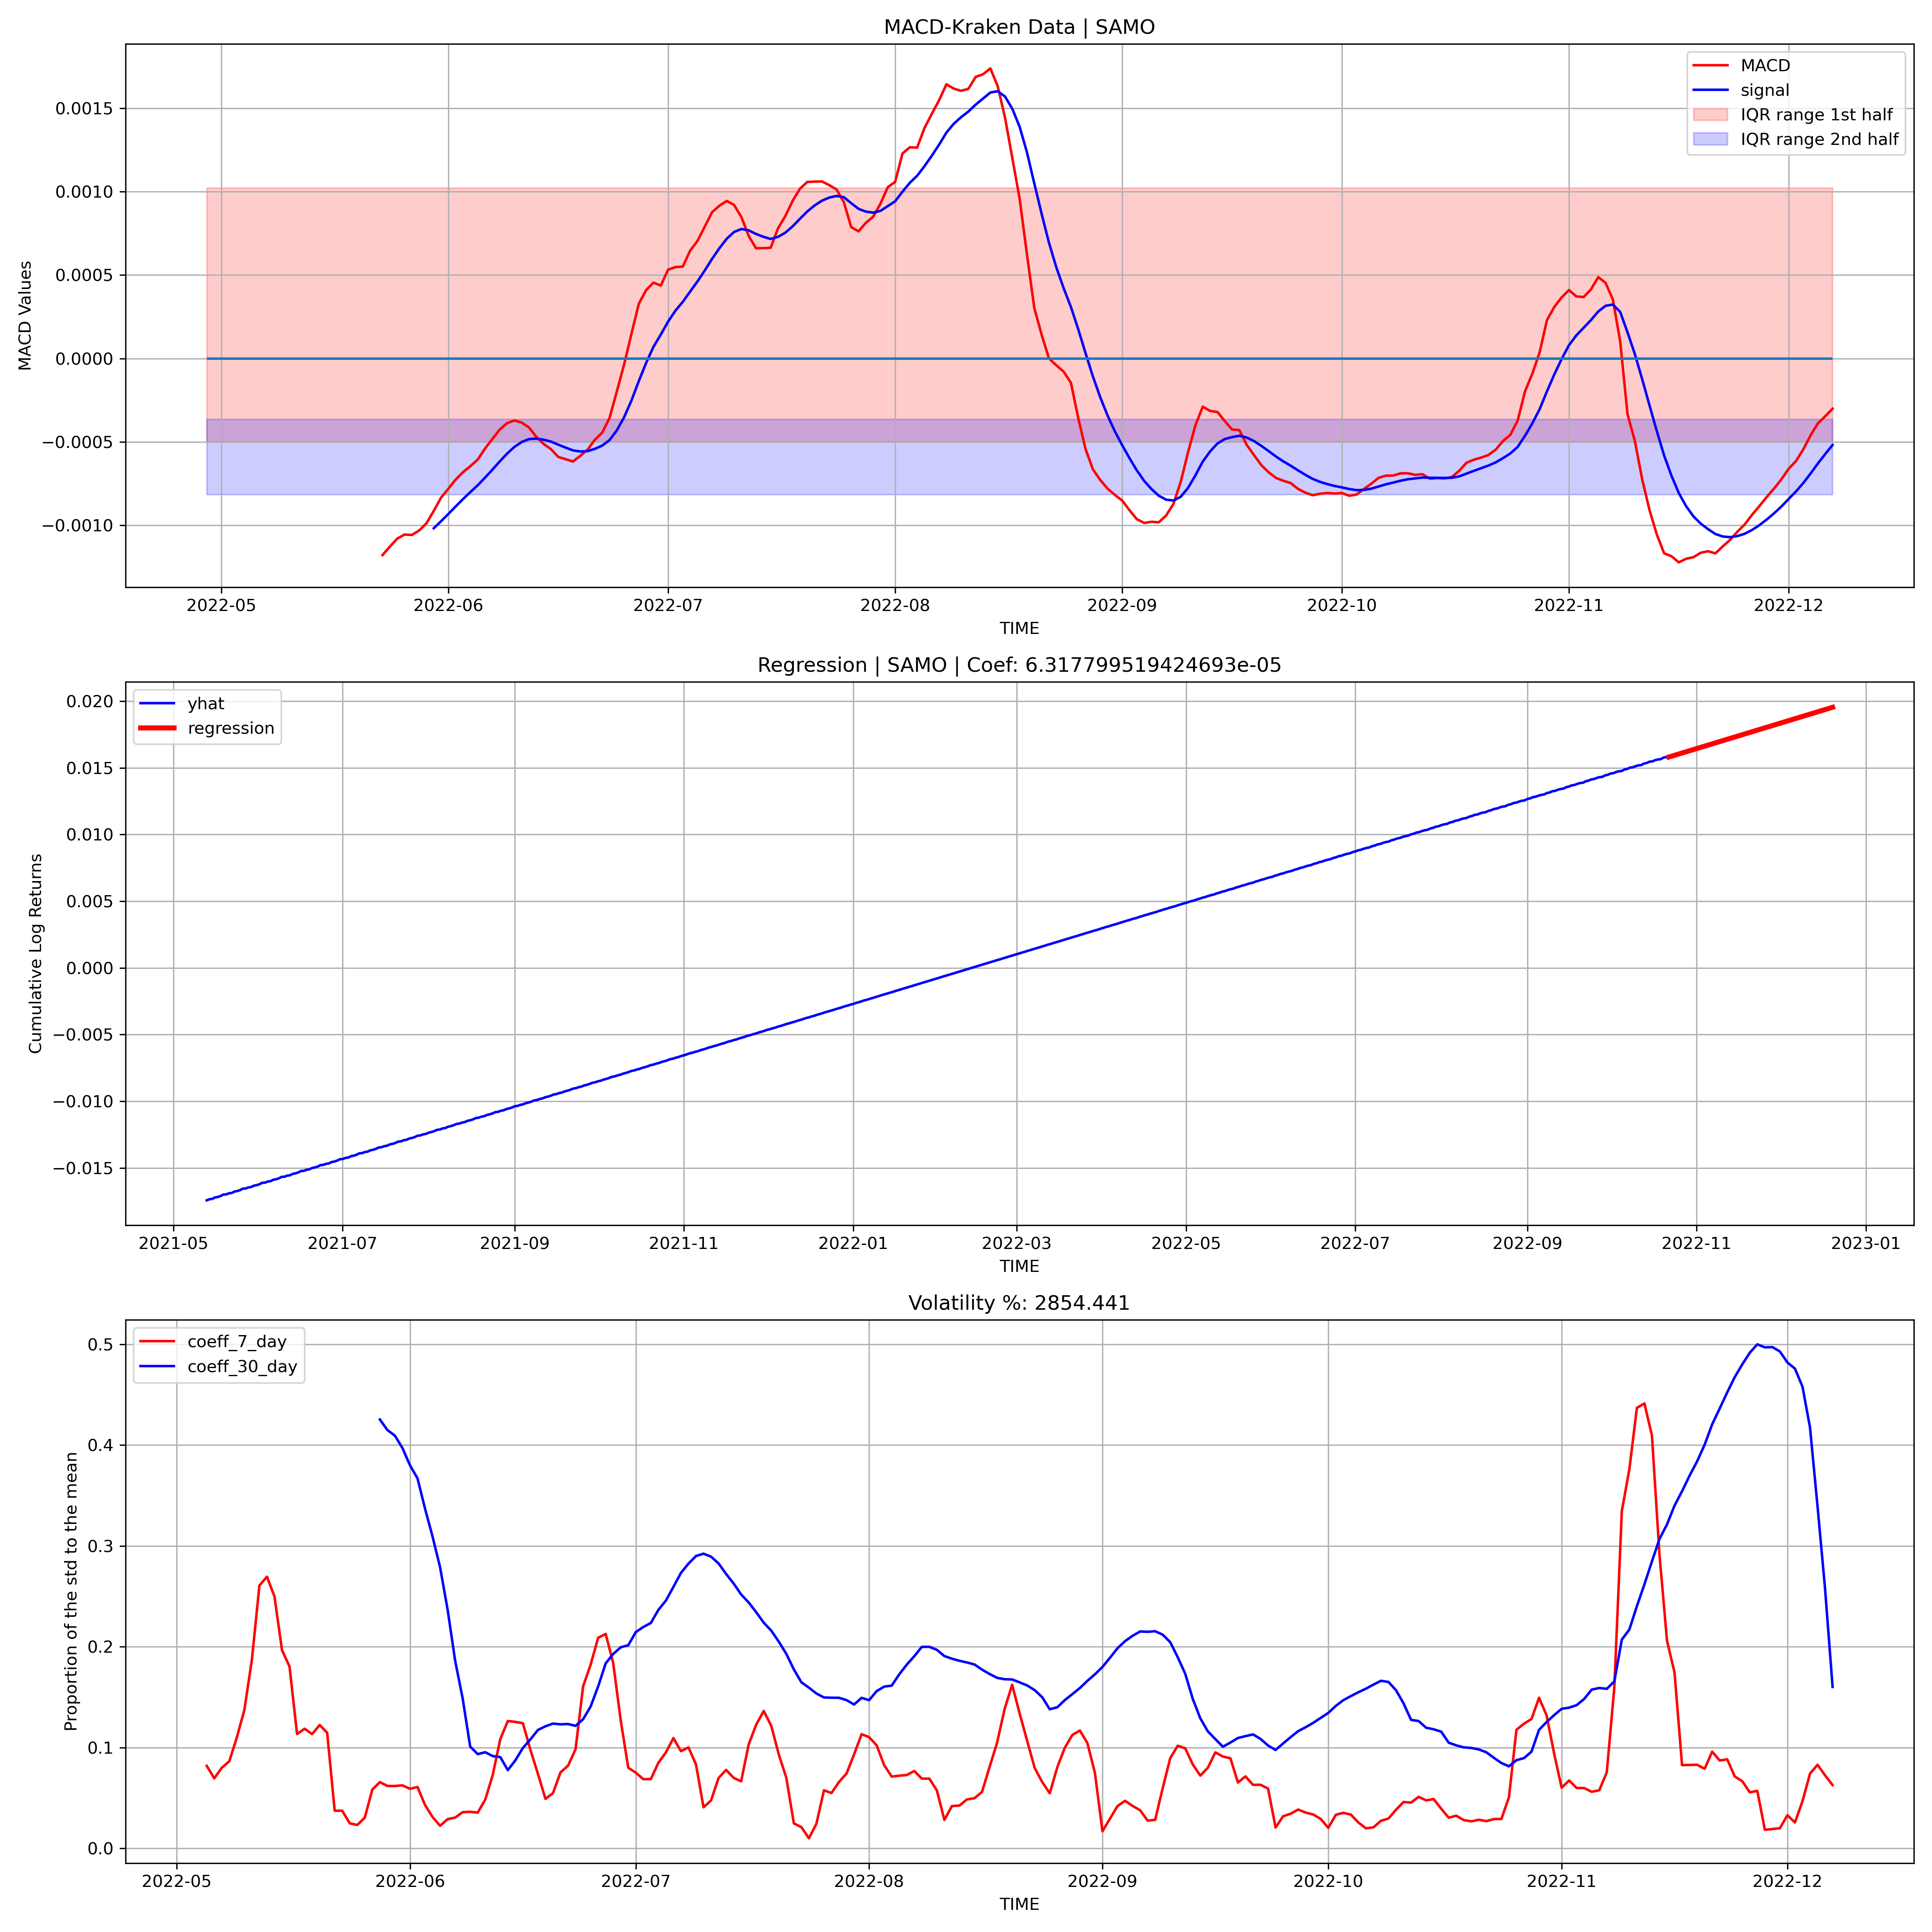 MACD-Kraken Data | SAMO
MACD
signal
IQR range 1st half
IQR range 2nd half
MACD Values
0.0015
0.0010
0.0005
0.0000
−0.0005
−0.0010
2022-05 2022-06 2022-07 2022-08 2022-09 2022-10 2022-11 2022-12
TIME
Regression | SAMO | Coef: 6.317799519424693e-05
yhat
regression
Cumulative Log Returns
0.020
0.015
0.010
0.005
0.000
−0.005
−0.010
−0.015
2021-05 2021-07 2021-09 2021-11 2022-01 2022-03 2022-05 2022-07 2022-09 2022-11 2023-01
TIME
Volatility %: 2854.441
coeff_7_day
coeff_30_day
Proportion of the std to the mean
0.5
0.4
0.3
0.2
0.1
0.0
2022-05 2022-06 2022-07 2022-08 2022-09 2022-10 2022-11 2022-12
TIME